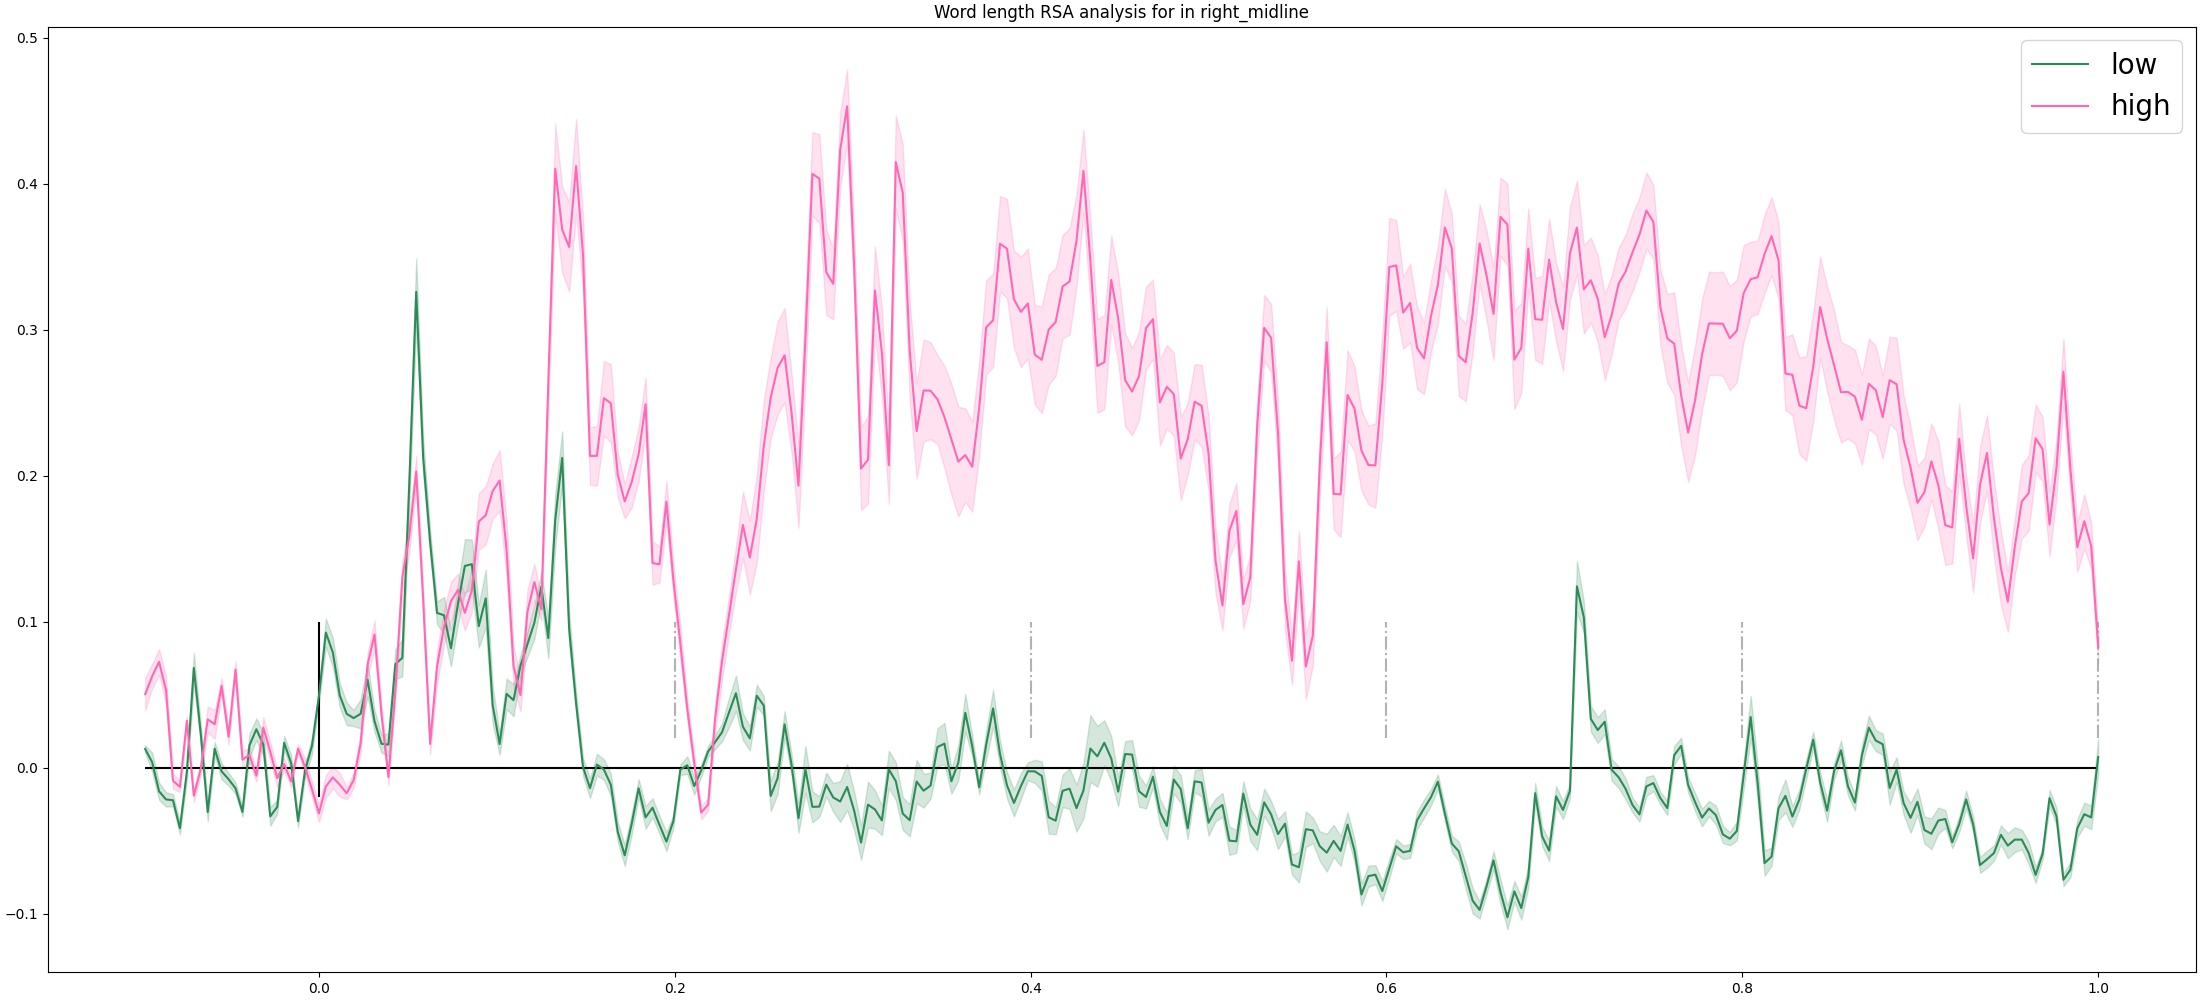 Word length RSA analysis for in right_midline
0.5
0.4
0.3
0.2
0.1
0.0
−0.1
low
high
0.0 0.2 0.4 0.6 0.8 1.0